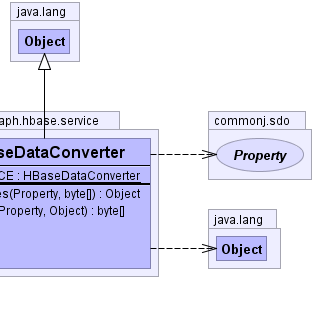 java.lang
Object
aph.hbase.service
seDataConverter
CE : HBaseDataConverter
es(Property, byte[]) : Object
Property, Object) : byte[]
commonj.sdo
Property
java.lang
Object